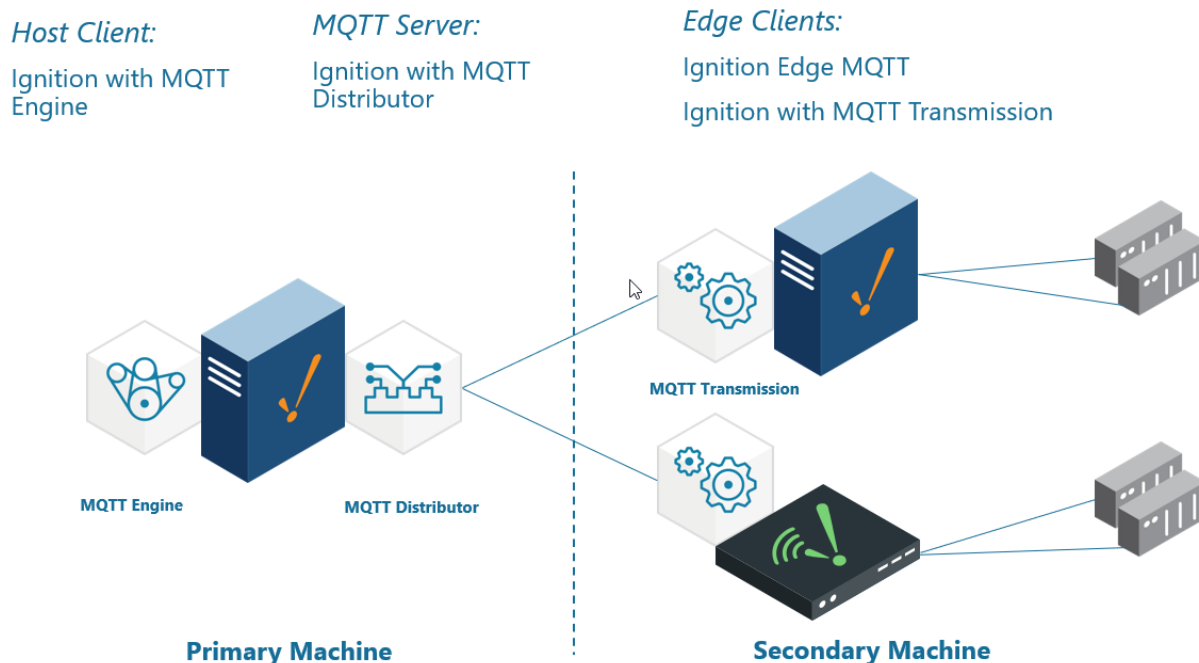 Host Client:
Ignition with MQTT
Engine
MQTT Server:
Ignition with MQTT
Distributor
Edge Clients:
Ignition Edge MQTT
Ignition with MQTT Transmission
MQTT Transmission
MQTT Engine
MQTT Distributor
Primary Machine
Secondary Machine